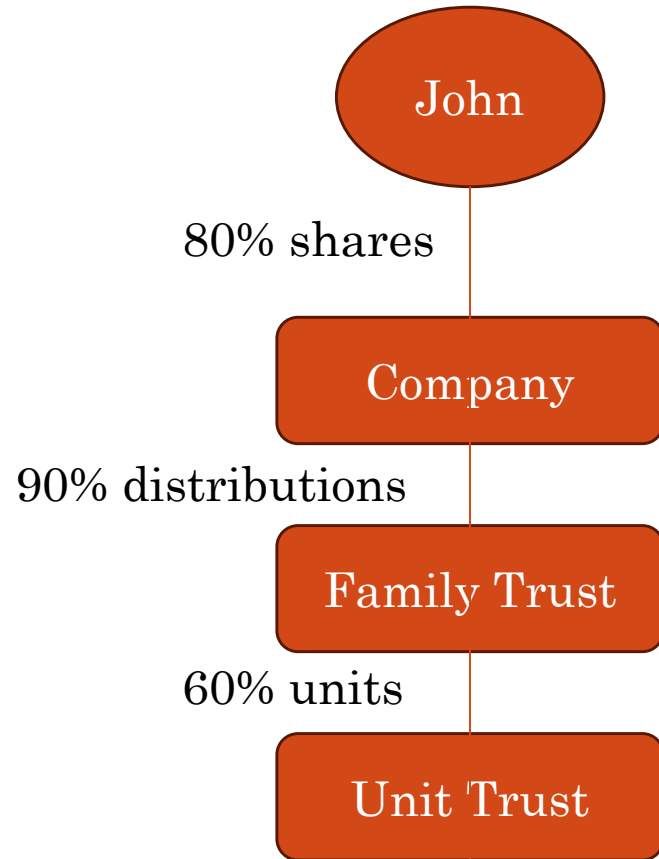 John
80% shares
Company
90% distributions
Family Trust
60% units
Unit Trust